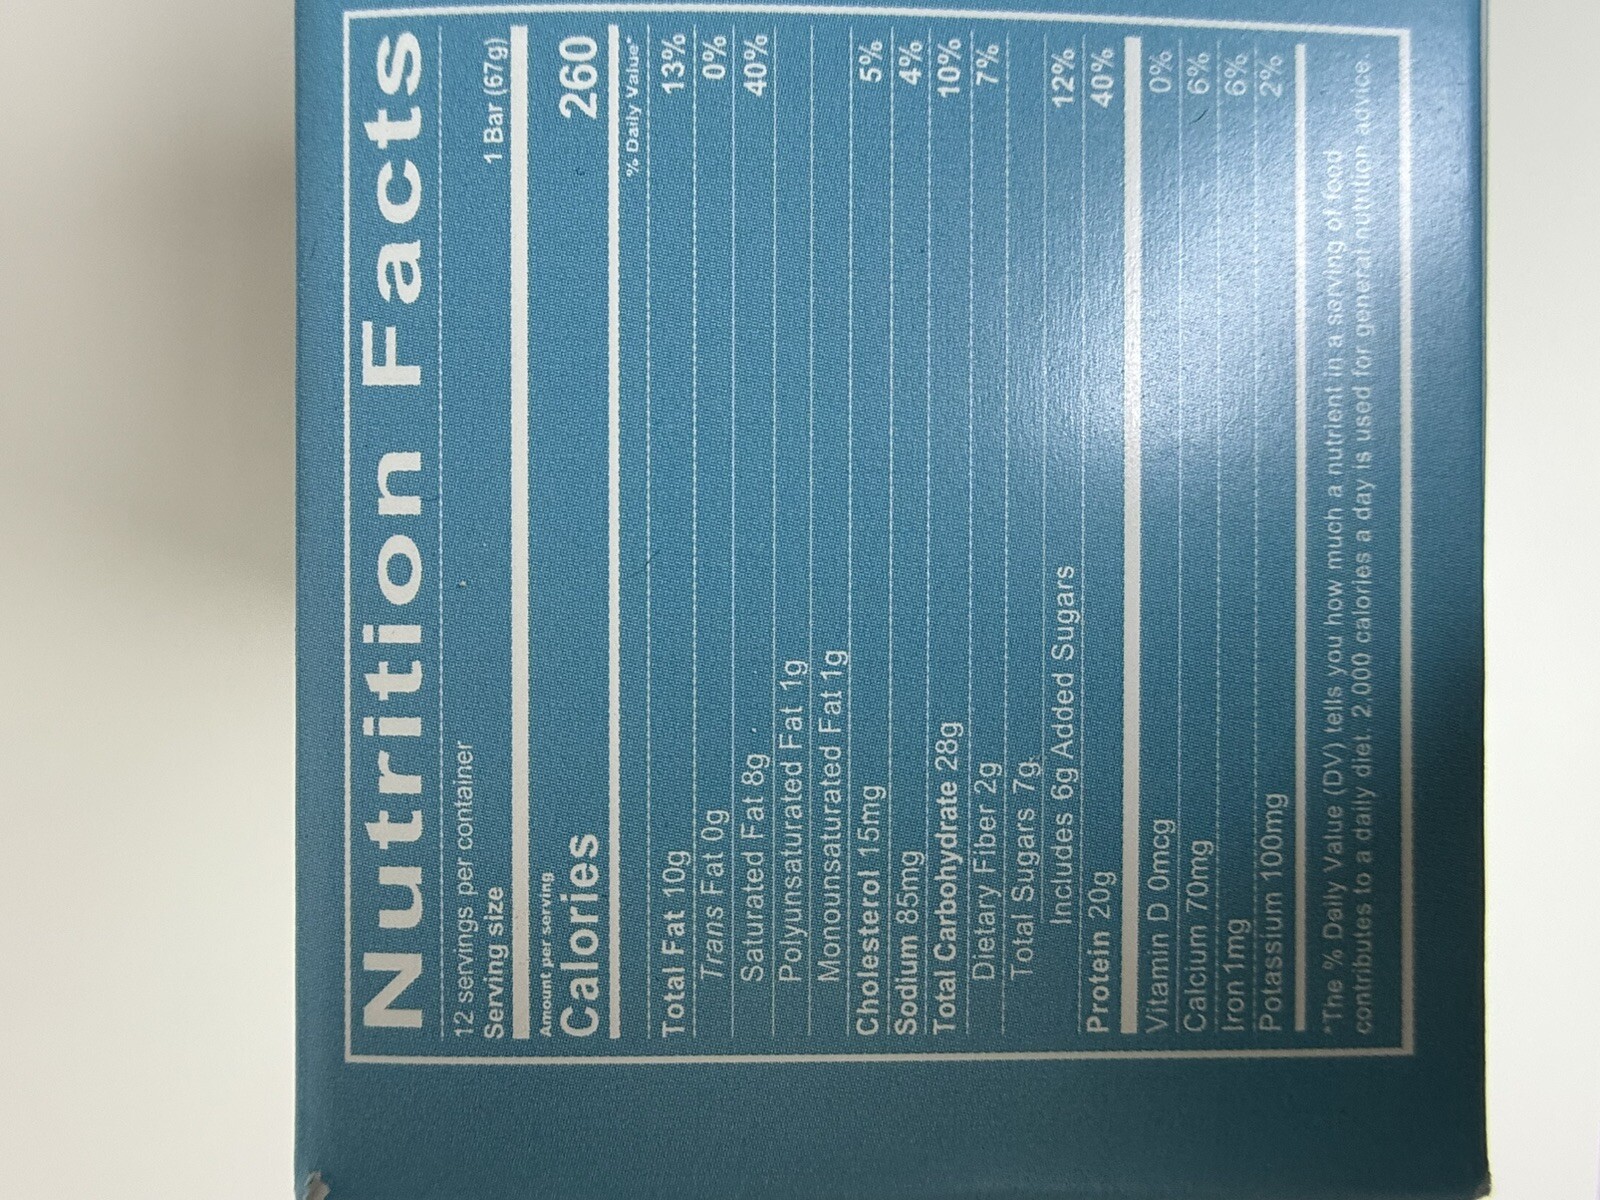 Nutrition Facts
12 servings per container
Serving size 1 Bar (67g)
Amount per serving
Calories 260
% Daily Value*
Total Fat 10g 13%
Trans Fat 0g 0%
Saturated Fat 8g 40%
Polyunsaturated Fat 1g
Monounsaturated Fat 1g
Cholesterol 15mg 5%
Sodium 85mg 4%
Total Carbohydrate 28g 10%
Dietary Fiber 2g 7%
Total Sugars 7g
Includes 6g Added Sugars 12%
Protein 20g 40%
Vitamin D 0mcg 0%
Calcium 70mg 6%
Iron 1mg 6%
Potassium 100mg 2%
*The % Daily Value (DV) tells you how much a nutrient in a serving of food
contributes to a daily diet. 2,000 calories a day is used for general nutrition advice.